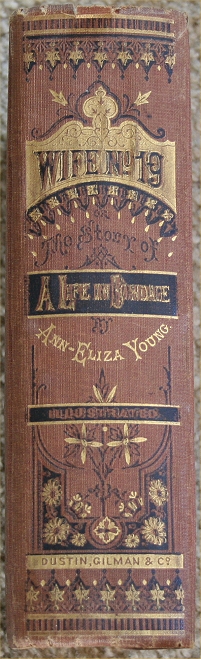 WIFE NO. 19
OR
The Story of
A LIFE IN BONDAGE
BY
ANN-ELIZA YOUNG.
ILLUSTRATED
DUSTIN, GILMAN & CO.